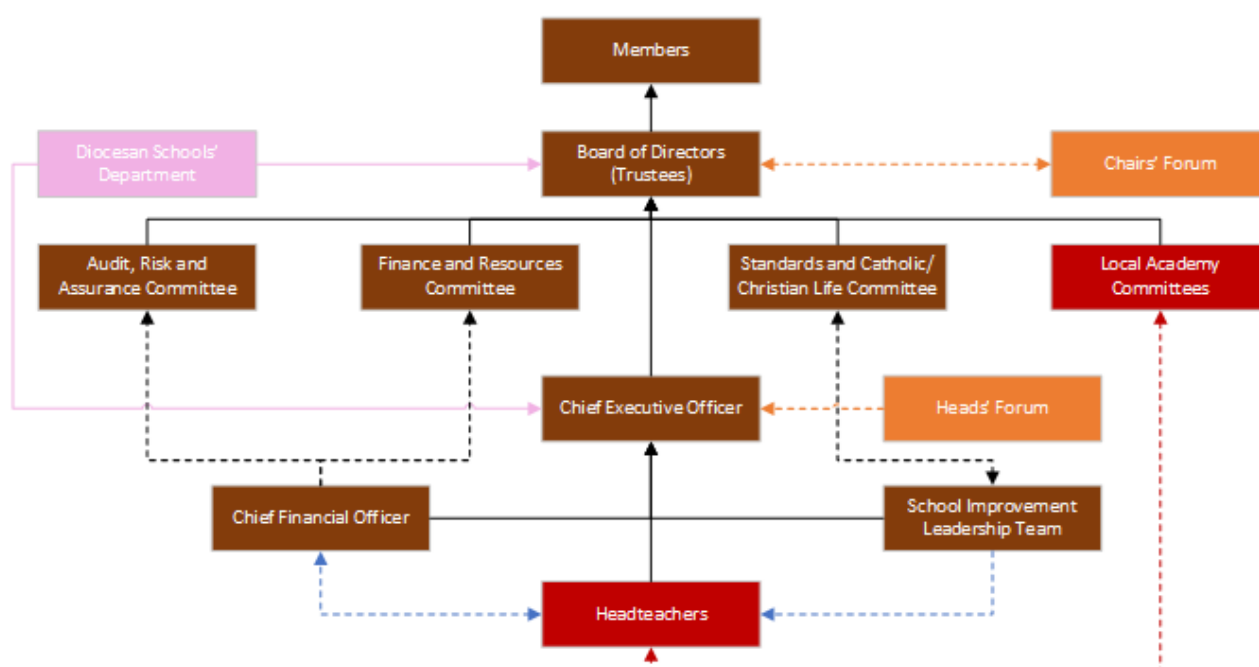 Members
Diocesan Schools'
Department
Board of Directors
(Trustees)
Chairs' Forum
Audit, Risk and
Assurance Committee
Finance and Resources
Committee
Standards and Catholic/
Christian Life Committee
Local Academy
Committees
Chief Executive Officer
Heads' Forum
Chief Financial Officer
School Improvement
Leadership Team
Headteachers